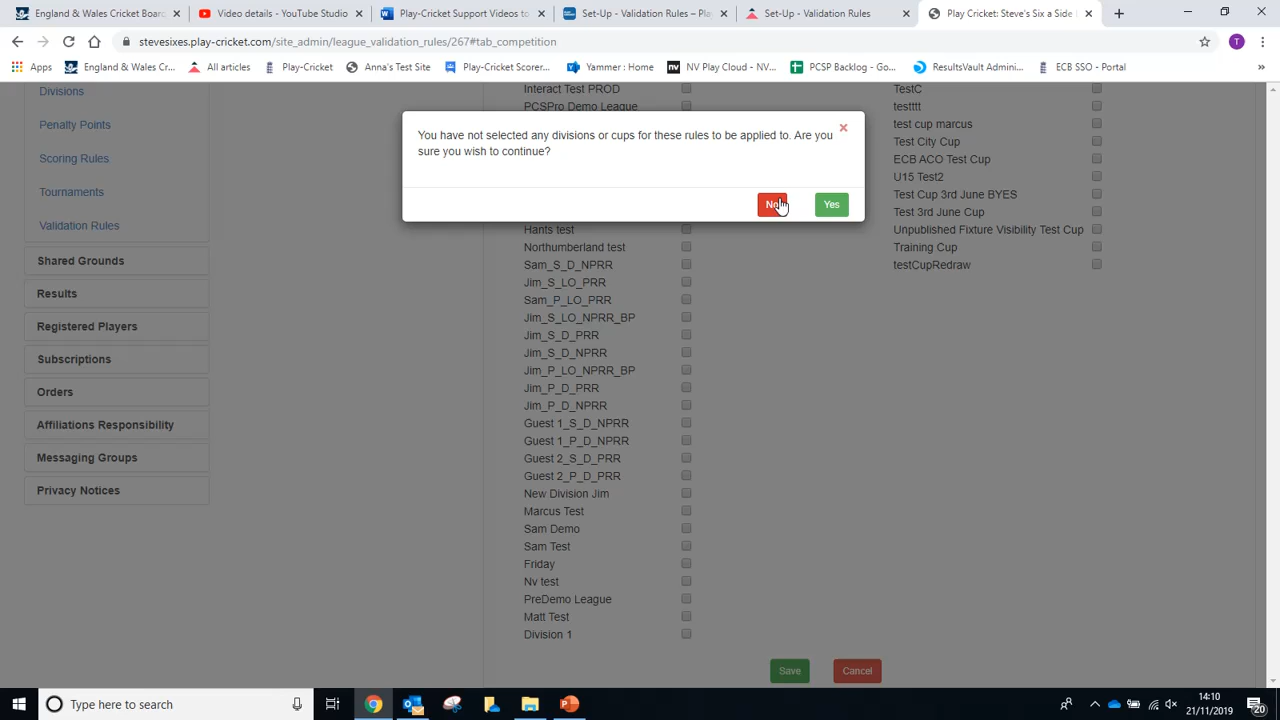 England & Wales Cricket Board
Video details - YouTube Studio
Play-Cricket Support Videos to
Set-Up - Validation Rules – Play
Set-Up - Validation Rules
Play Cricket: Steve's Six a Side
stevesixes.play-cricket.com/site_admin/league_validation_rules/267#tab_competition
T
Apps
England & Wales Cr...
All articles
Play-Cricket
Anna's Test Site
Play-Cricket Scorer...
Yammer : Home
NV Play Cloud - NV...
PCSP Backlog - Go...
ResultsVault Admini...
ECB SSO - Portal
»
Divisions
Penalty Points
Scoring Rules
Tournaments
Validation Rules
Shared Grounds
Results
Registered Players
Subscriptions
Orders
Affiliations Responsibility
Messaging Groups
Privacy Notices
Interact Test PROD
PCSPro Demo League
You have not selected any divisions or cups for these rules to be applied to. Are you
sure you wish to continue?
No
Yes
Hants test
Northumberland test
Sam_S_D_NPRR
Jim_S_LO_PRR
Sam_P_LO_PRR
Jim_S_LO_NPRR_BP
Jim_S_D_PRR
Jim_S_D_NPRR
Jim_P_LO_NPRR_BP
Jim_P_D_PRR
Jim_P_D_NPRR
Guest 1_S_D_NPRR
Guest 1_P_D_NPRR
Guest 2_S_D_PRR
Guest 2_P_D_PRR
New Division Jim
Marcus Test
Sam Demo
Sam Test
Friday
Nv test
PreDemo League
Matt Test
Division 1
TestC
testttt
test cup marcus
Test City Cup
ECB ACO Test Cup
U15 Test2
Test Cup 3rd June BYES
Test 3rd June Cup
Unpublished Fixture Visibility Test Cup
Training Cup
testCupRedraw
Save
Cancel
Type here to search
14:10
21/11/2019
20